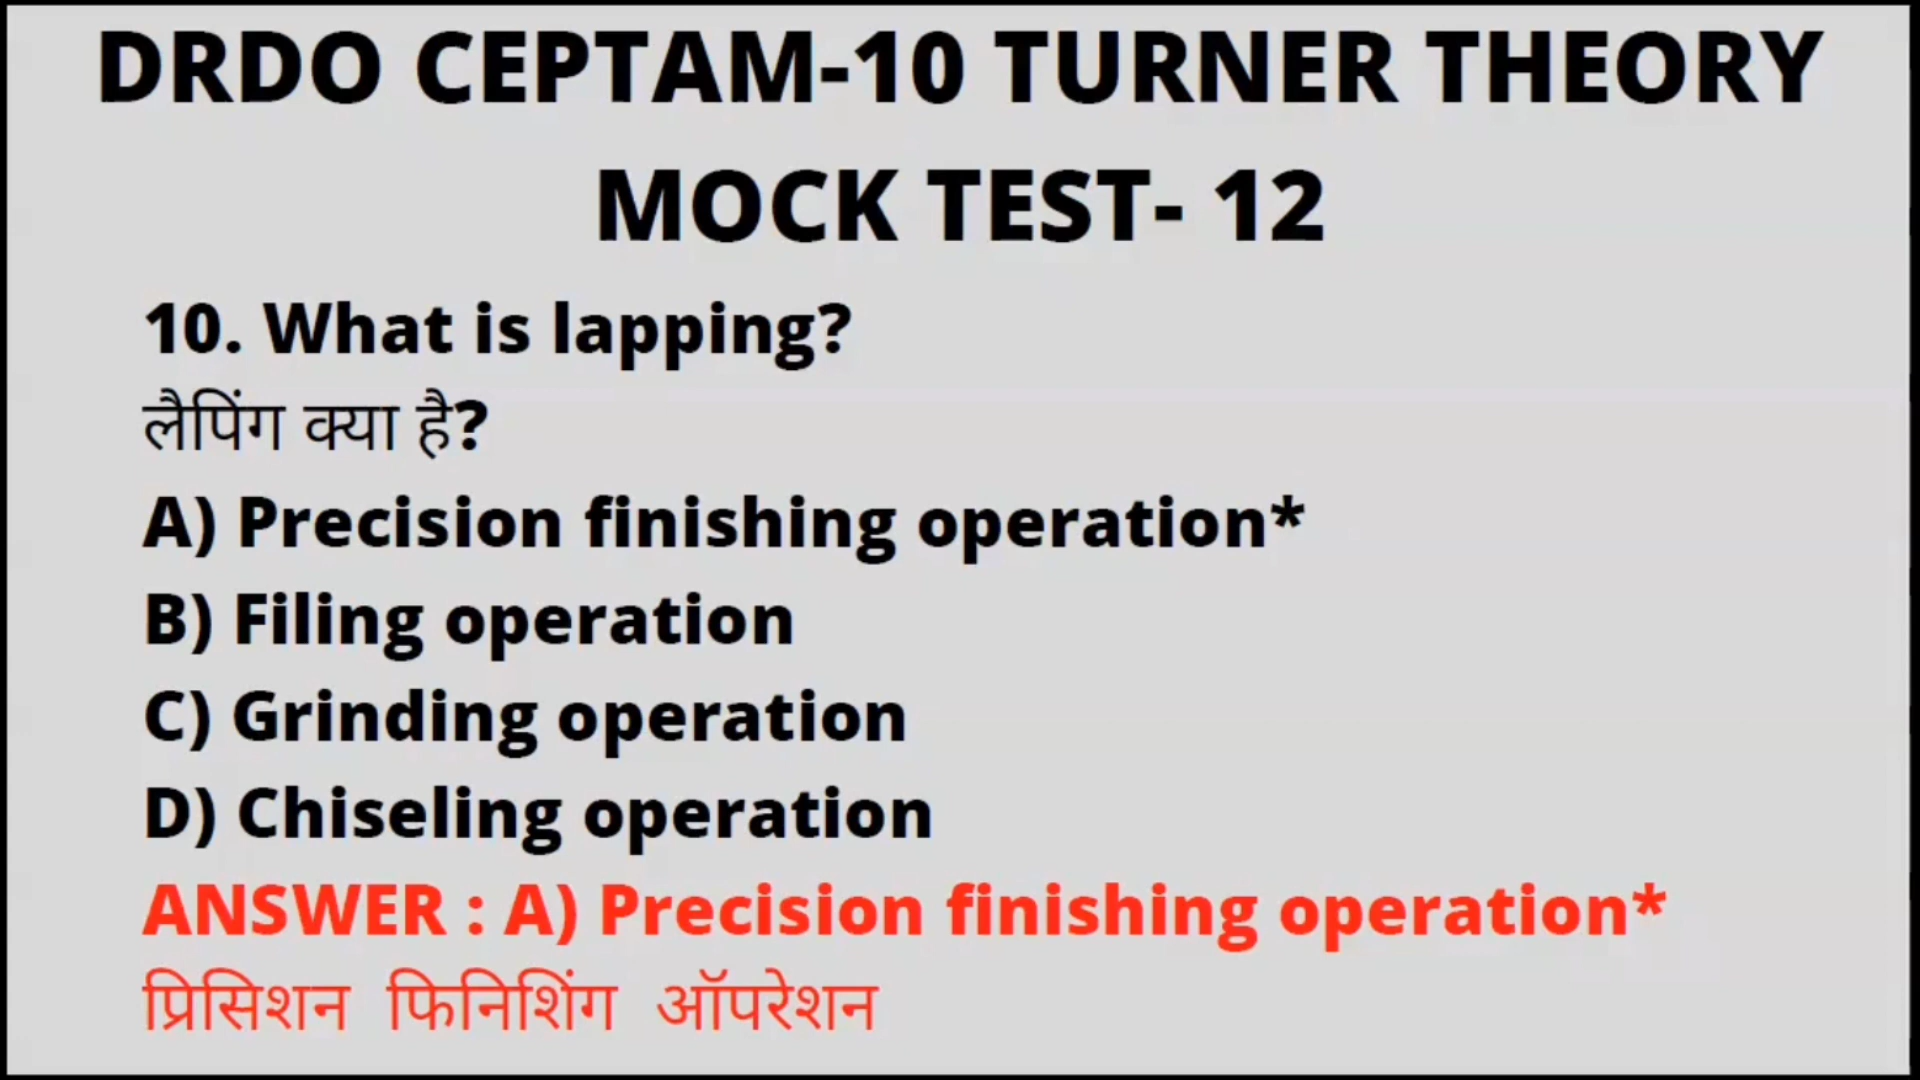 DRDO CEPTAM-10 TURNER THEORY
MOCK TEST- 12
10. What is lapping?
लैपिंग क्या है?
A) Precision finishing operation*
B) Filing operation
C) Grinding operation
D) Chiseling operation
ANSWER : A) Precision finishing operation*
प्रिसिशन फिनिशिंग ऑपरेशन